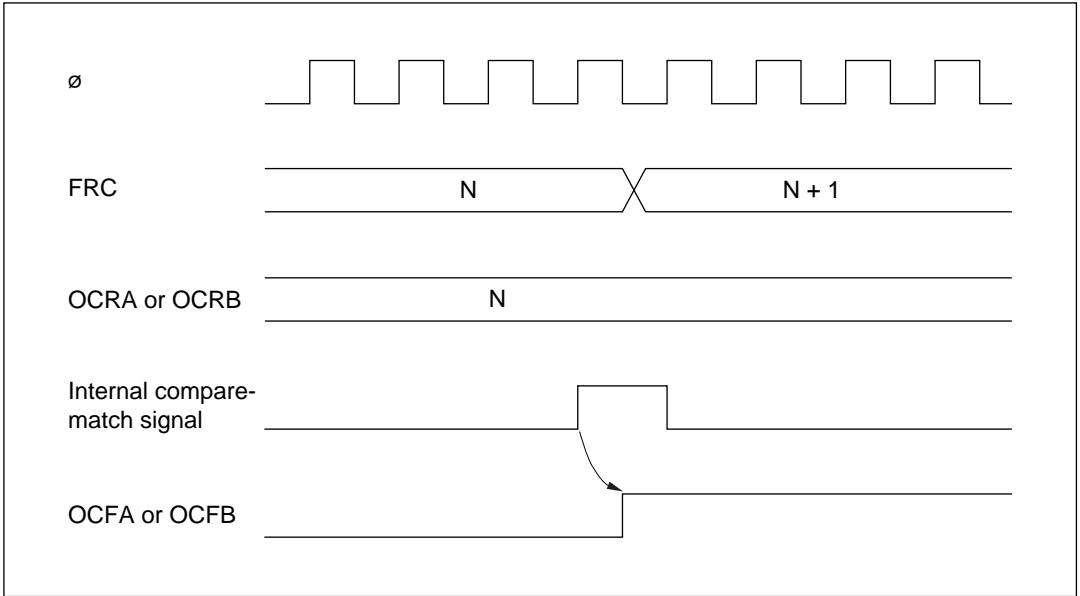 ø
FRC
N
N + 1
OCRA or OCRB
N
Internal compare-
match signal
OCFA or OCFB